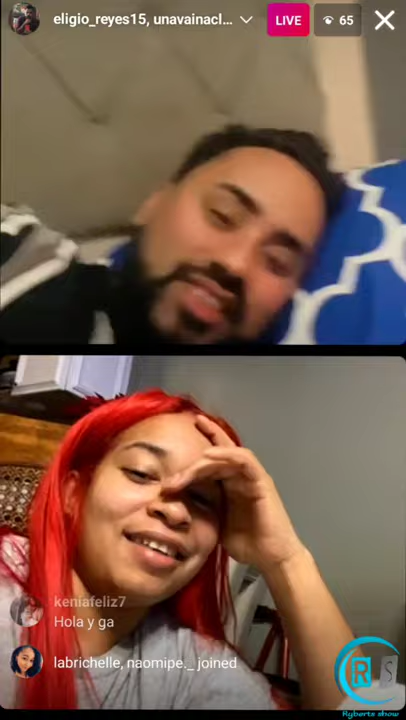 eligio_reyes15, unavainacl...
LIVE
65
keniafeliz7
Hola y ga
labrichelle, naomipe._ joined
R S
Ryberts show